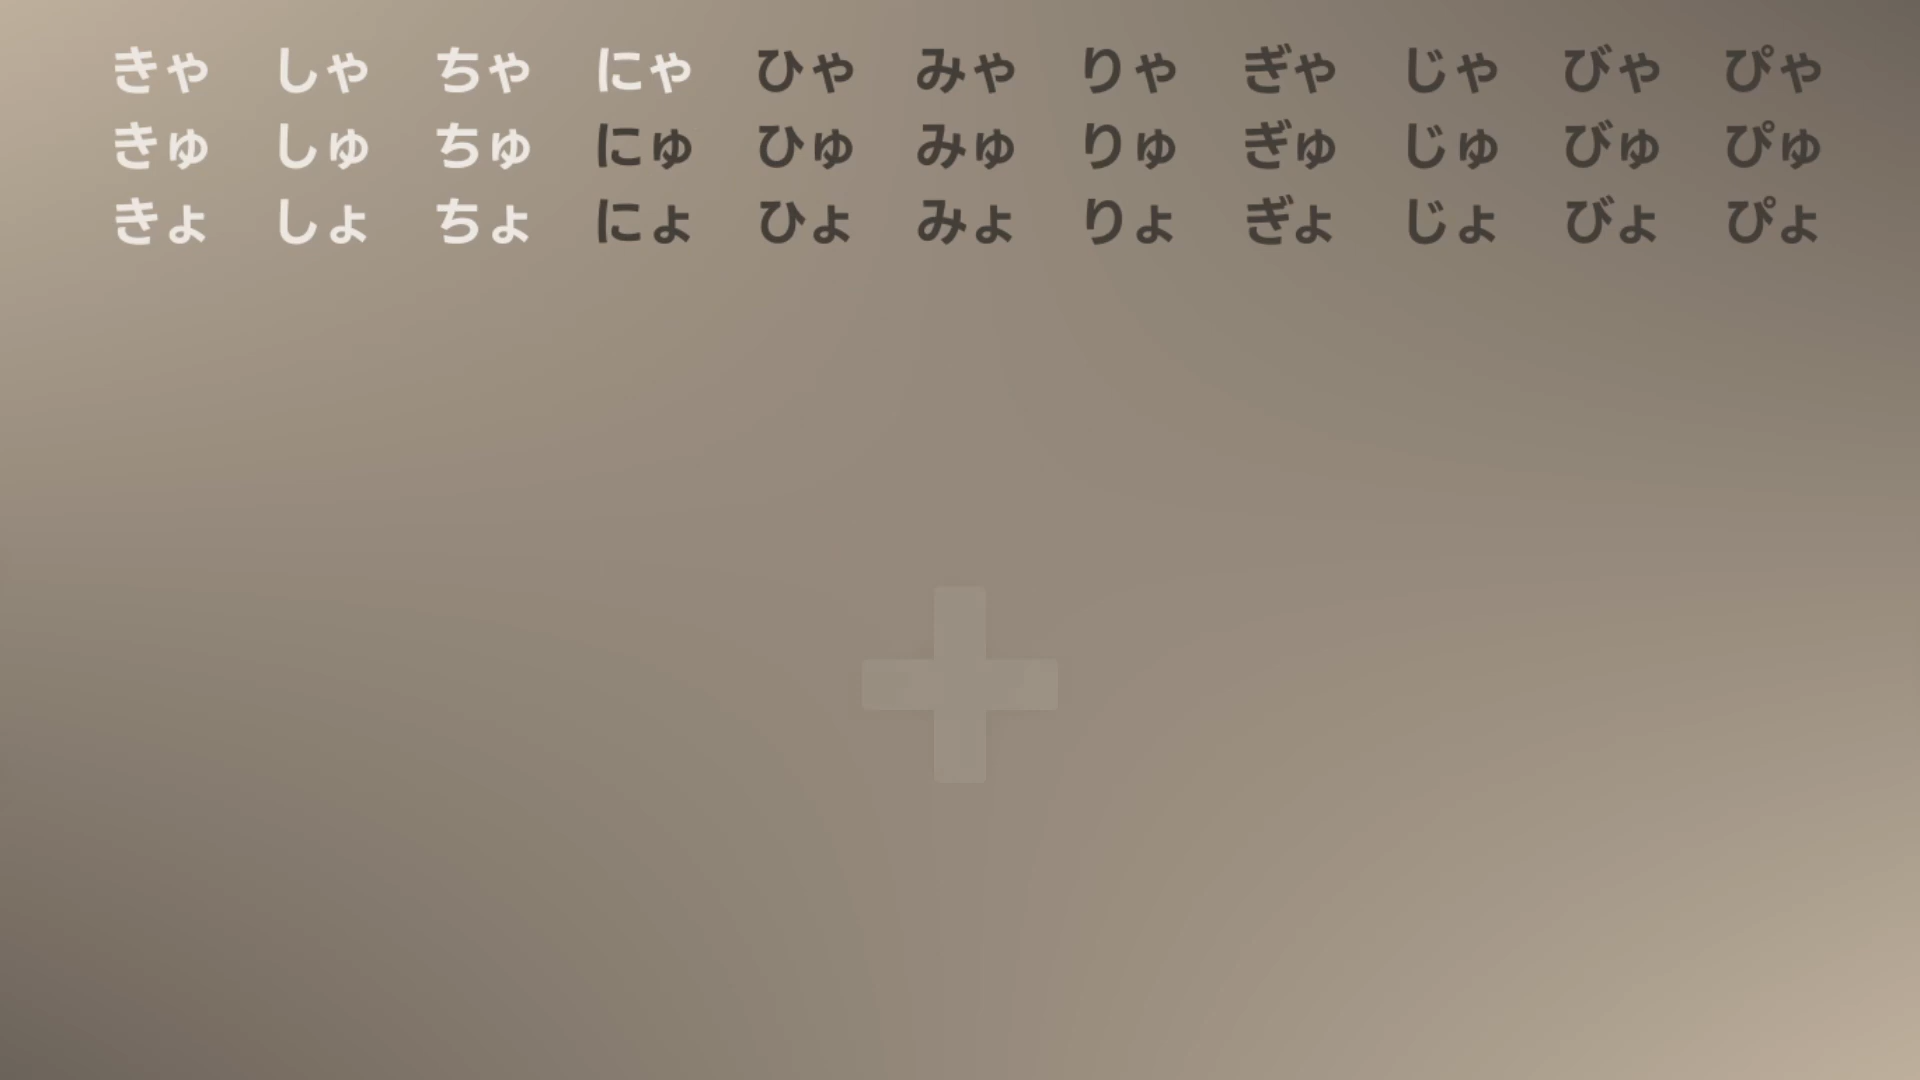 きゃ しゃ ちゃ にゃ ひゃ みゃ りゃ ぎゃ じゃ びゃ ぴゃ
きゅ しゅ ちゅ にゅ ひゅ みゅ りゅ ぎゅ じゅ びゅ ぴゅ
きょ しょ ちょ にょ ひょ みょ りょ ぎょ じょ びょ ぴょ